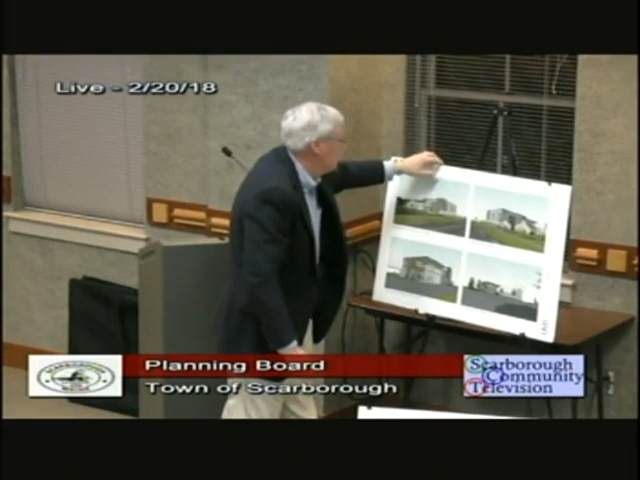 Live - 2/20/18
Planning Board
Town of Scarborough
Scarborough
Community
Television